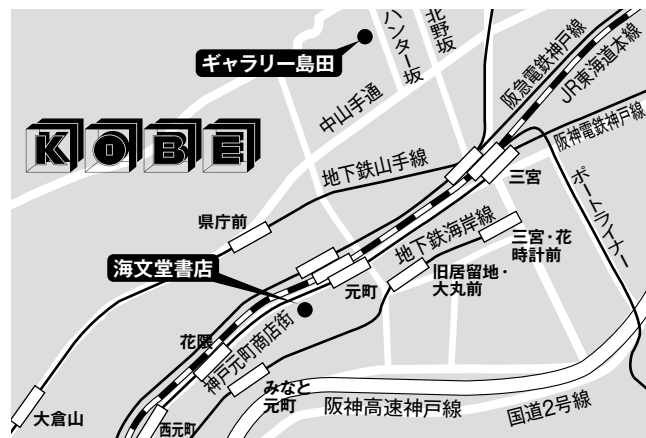 ハンター坂
北野坂
ギャラリー島田
中山手通
阪急電鉄神戸線
JR東海道本線
阪神電鉄神戸線
KOBE
地下鉄山手線
三宮
ポートライナー
県庁前
地下鉄海岸線
三宮・花
時計前
海文堂書店
元町
旧居留地・
大丸前
花隈
神戸元町商店街
みなと
元町
大倉山
西元町
阪神高速神戸線
国道2号線